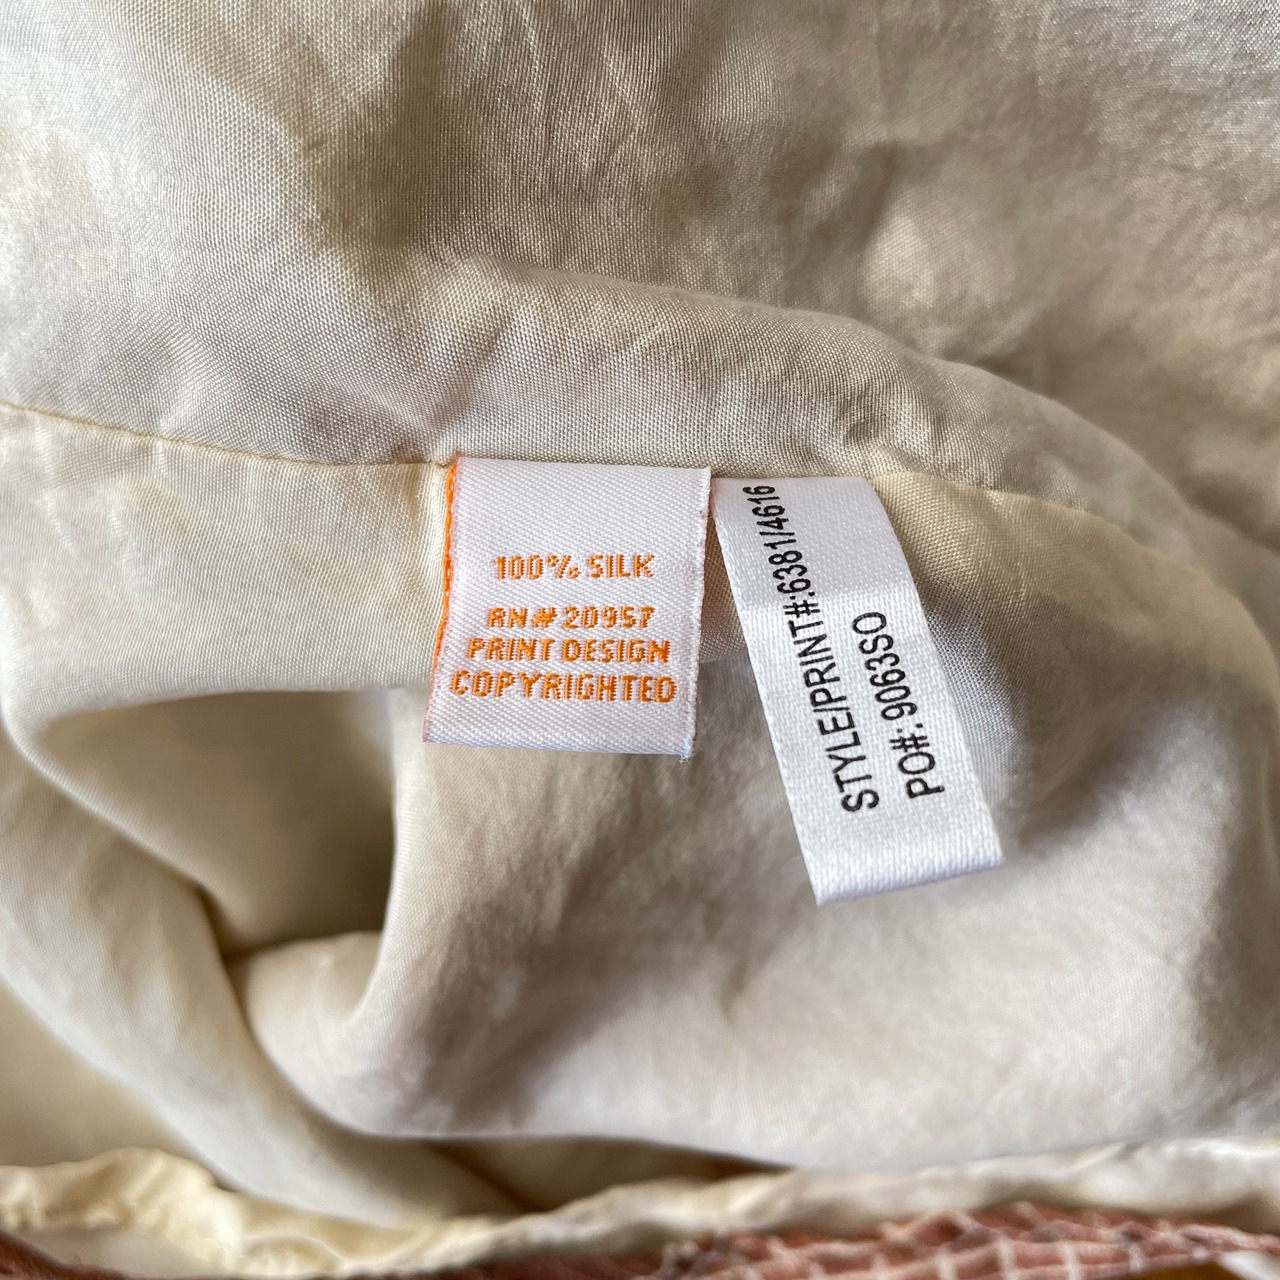 100% SILK
RN# 20957
PRINT DESIGN
COPYRIGHTED
STYLE/PRINT#:6381/4616
PO#: 9063SO